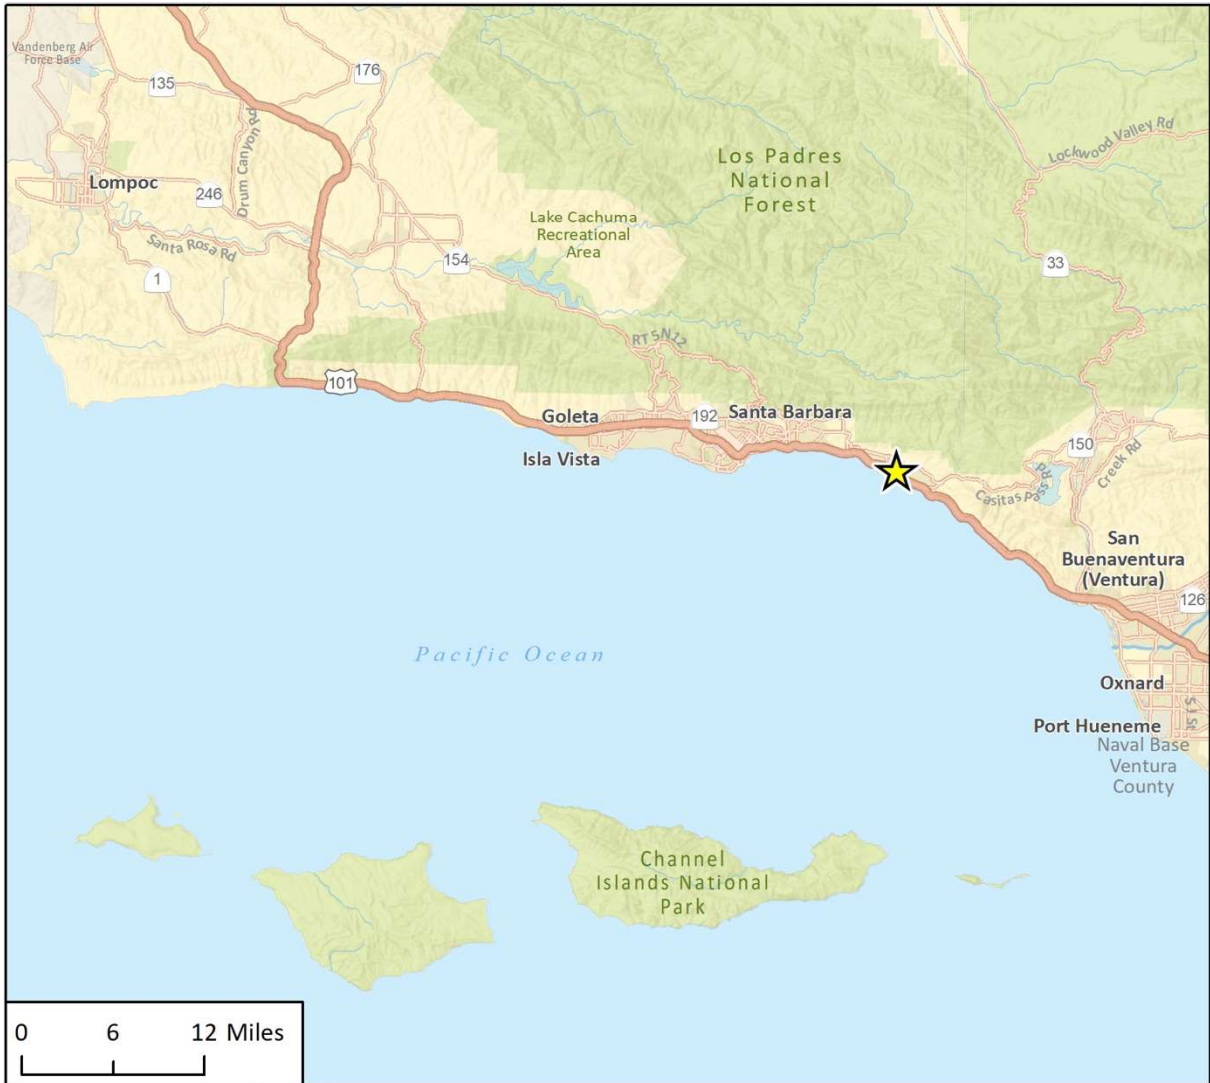 Vandenberg Air
Force Base
135
176
Drum Canyon Rd
Lompoc
246
Santa Rosa Rd
1
154
Lake Cachuma
Recreational
Area
Los Padres
National
Forest
Lockwood Valley Rd
33
RT 5N12
101
Goleta
192
Santa Barbara
Isla Vista
150
Creek Rd
Casitas Pass Rd
San
Buenaventura
(Ventura)
126
Pacific Ocean
Oxnard
S J St
Port Hueneme
Naval Base
Ventura
County
Channel
Islands National
Park
0 6 12 Miles